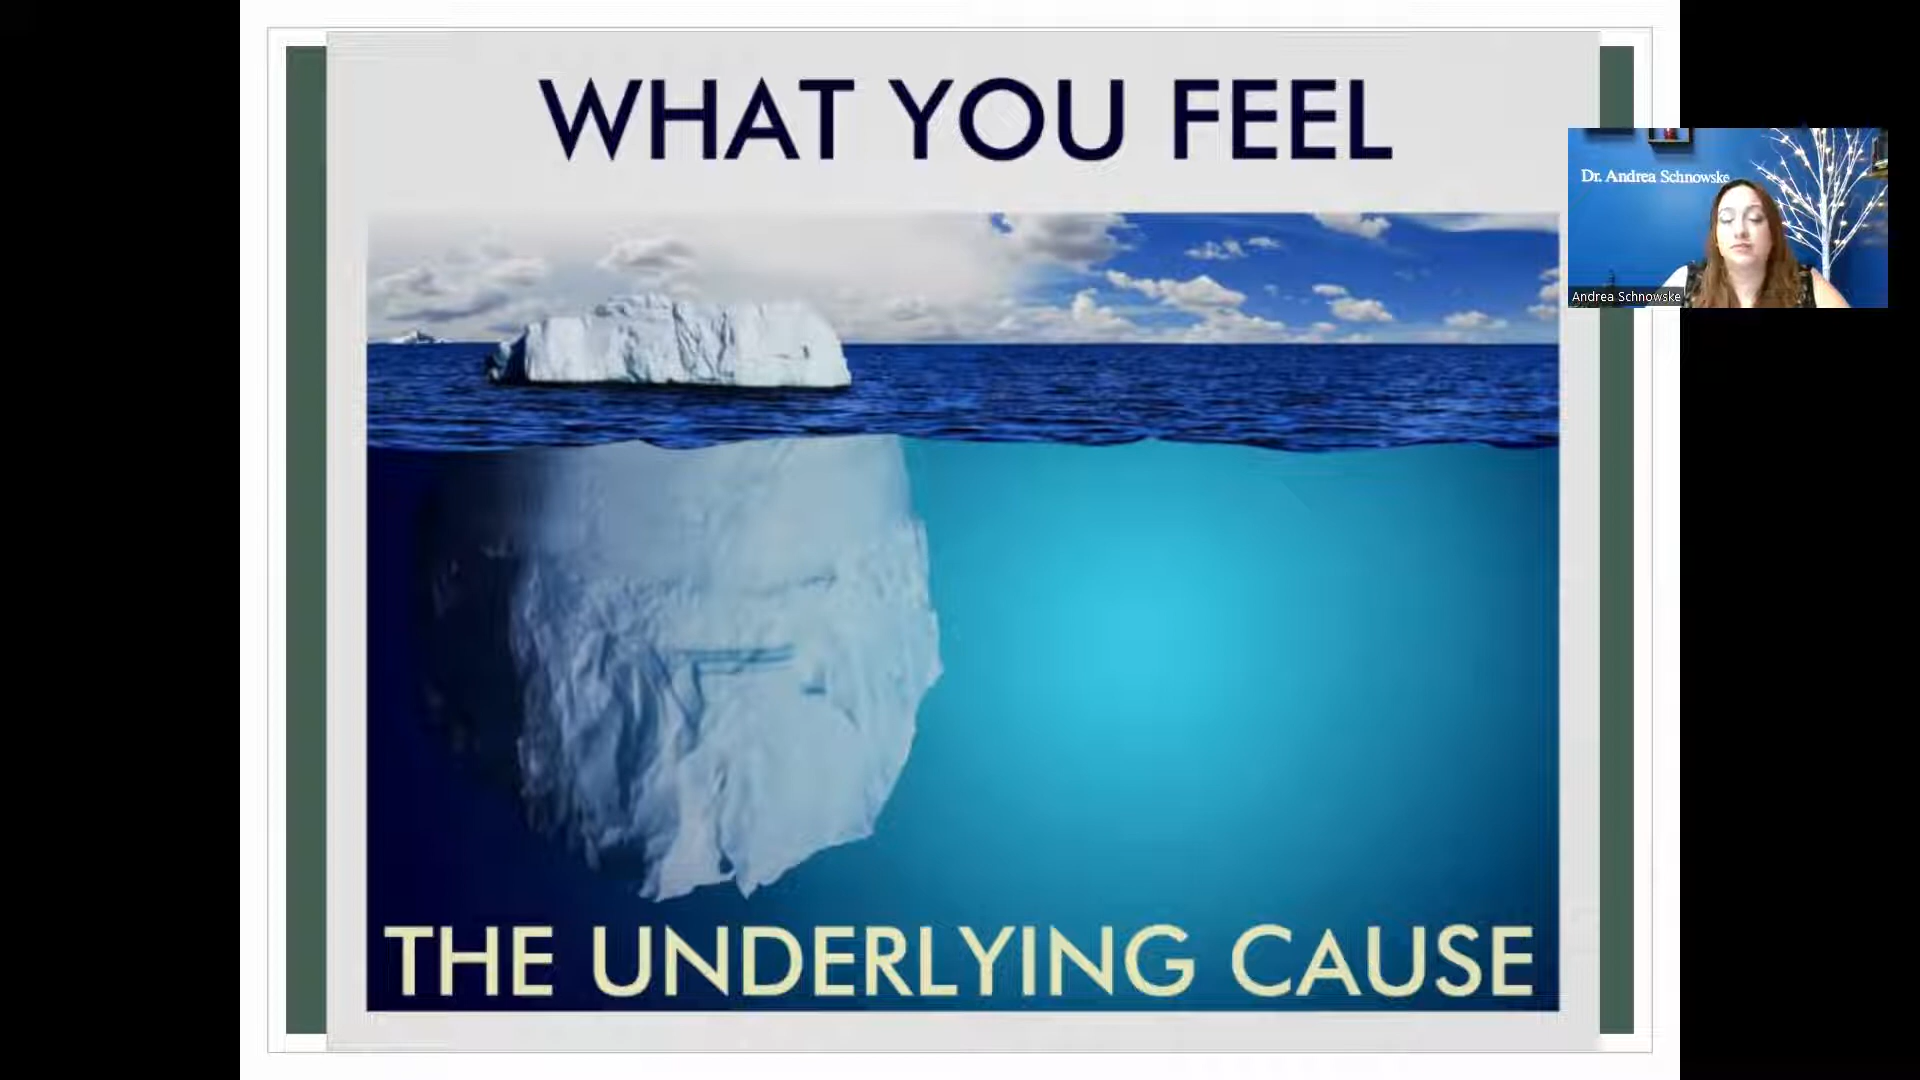 WHAT YOU FEEL
Dr. Andrea Schnowske
Andrea Schnowske
THE UNDERLYING CAUSE